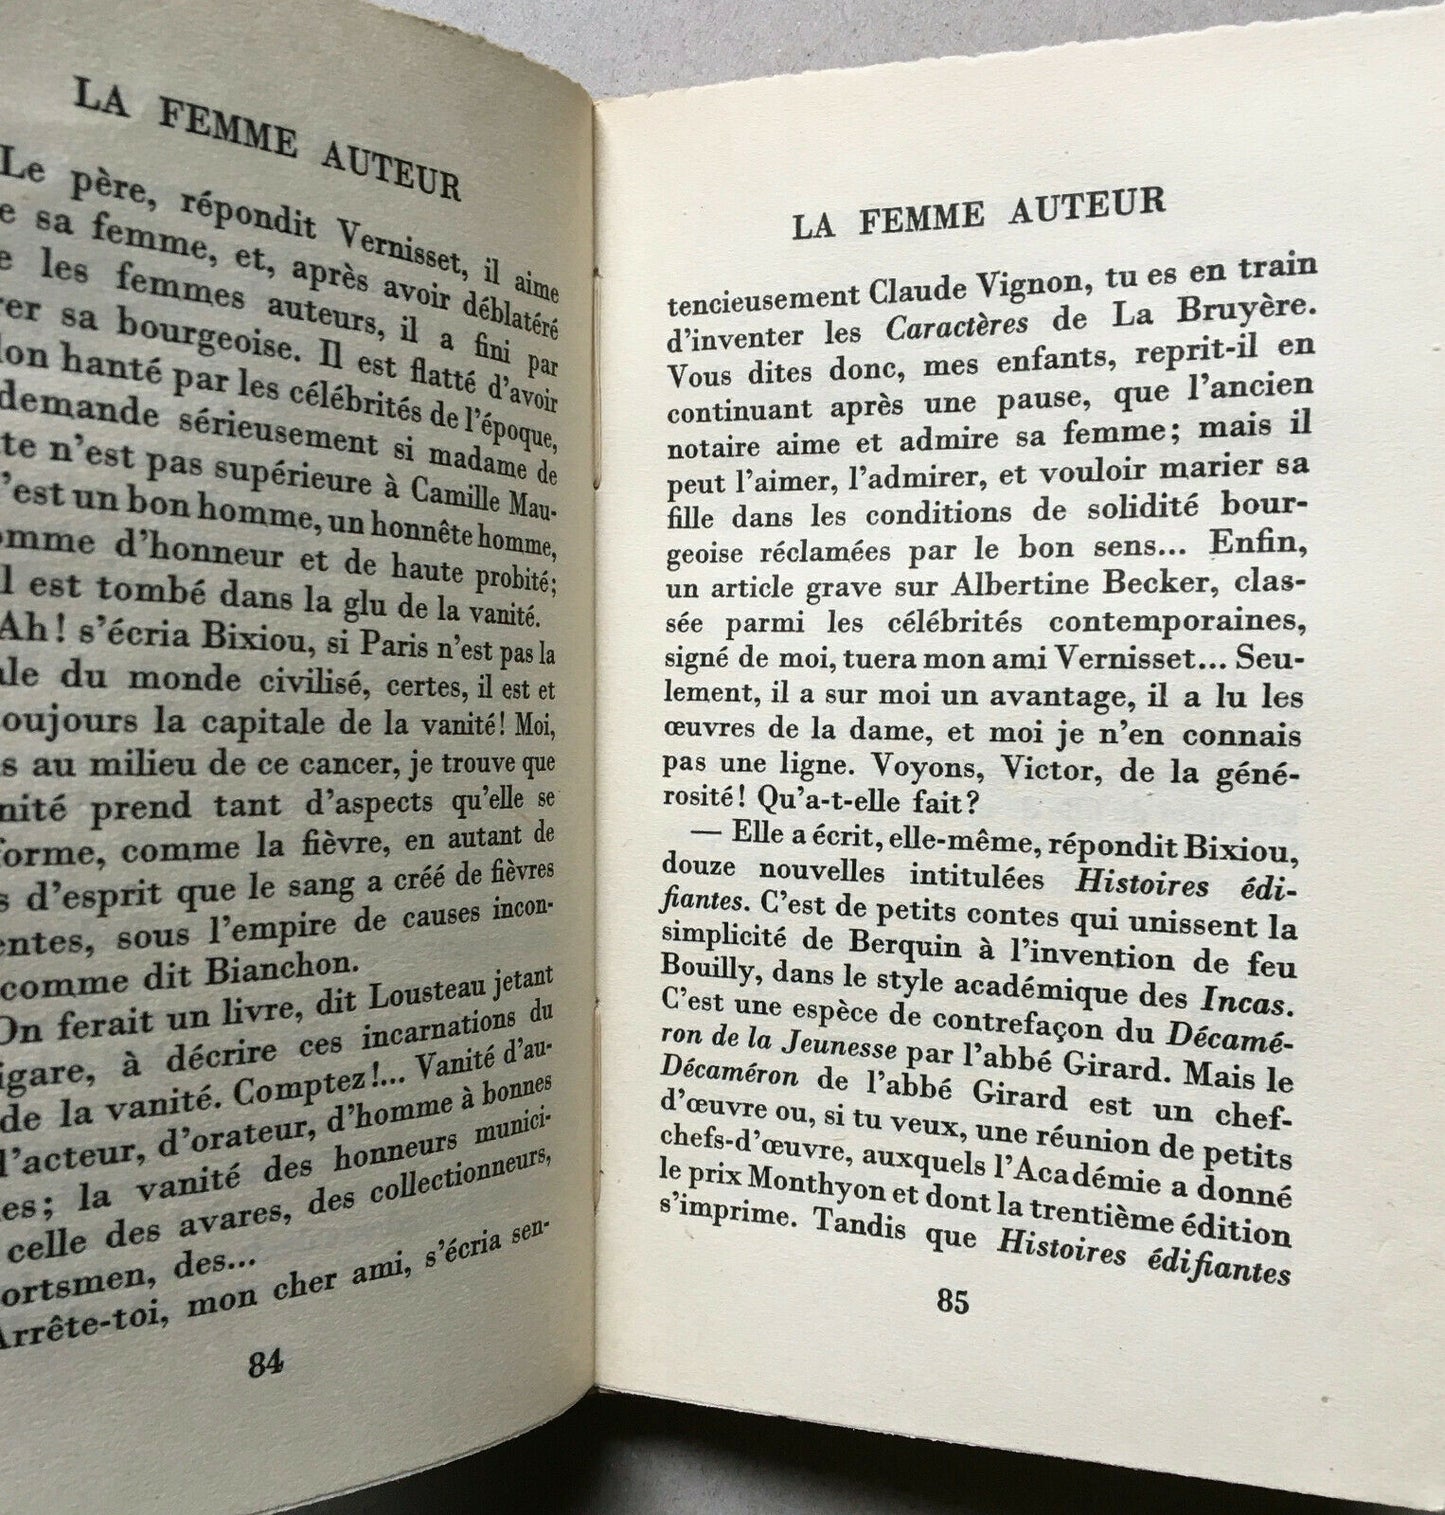 LA FEMME AUTEUR
Le père, répondit Vernisset, il aime
sa femme, et, après avoir déblatéré
les femmes auteurs, il a fini par
sa bourgeoise. Il est flatté d'avoir
hanté par les célébrités de l'époque,
demande sérieusement si madame de
n'est pas supérieure à Camille Mau-
'est un bon homme, un honnête homme,
d'honneur et de haute probité;
est tombé dans la glu de la vanité.
Ah! s'écria Bixiou, si Paris n'est pas la
du monde civilisé, certes, il est et
oujours la capitale de la vanité! Moi,
au milieu de ce cancer, je trouve que
nité prend tant d'aspects qu'elle se
forme, comme la fièvre, en autant de
d'esprit que le sang a créé de fièvres
entes, sous l'empire de causes incon-
comme dit Bianchon.
On ferait un livre, dit Lousteau jetant
igare, à décrire ces incarnations du
de la vanité. Comptez!... Vanité d'au-
d'acteur, d'orateur, d'homme à bonnes
es; la vanité des honneurs munici-
celle des avares, des collectionneurs,
ortsmen, des...
Arrête-toi, mon cher ami, s'écria sen-
84
LA FEMME AUTEUR
tencieusement Claude Vignon, tu es en train
d'inventer les Caractères de La Bruyère.
Vous dites donc, mes enfants, reprit-il en
continuant après une pause, que l'ancien
notaire aime et admire sa femme; mais il
peut l'aimer, l'admirer, et vouloir marier sa
fille dans les conditions de solidité bour-
geoise réclamées par le bon sens... Enfin,
un article grave sur Albertine Becker, clas-
sée parmi les célébrités contemporaines,
signé de moi, tuera mon ami Vernisset... Seu-
lement, il a sur moi un avantage, il a lu les
œuvres de la dame, et moi je n'en connais
pas une ligne. Voyons, Victor, de la géné-
rosité! Qu'a-t-elle fait?
— Elle a écrit, elle-même, répondit Bixiou,
douze nouvelles intitulées Histoires édi-
fiantes. C'est de petits contes qui unissent la
simplicité de Berquin à l'invention de feu
Bouilly, dans le style académique des Incas.
C'est une espèce de contrefaçon du Décamé-
ron de la Jeunesse par l'abbé Girard. Mais le
Décaméron de l'abbé Girard est un chef-
d'œuvre ou, si tu veux, une réunion de petits
chefs-d'œuvre, auxquels l'Académie a donné
le prix Monthyon et dont la trentième édition
s'imprime. Tandis que Histoires édifiantes
85